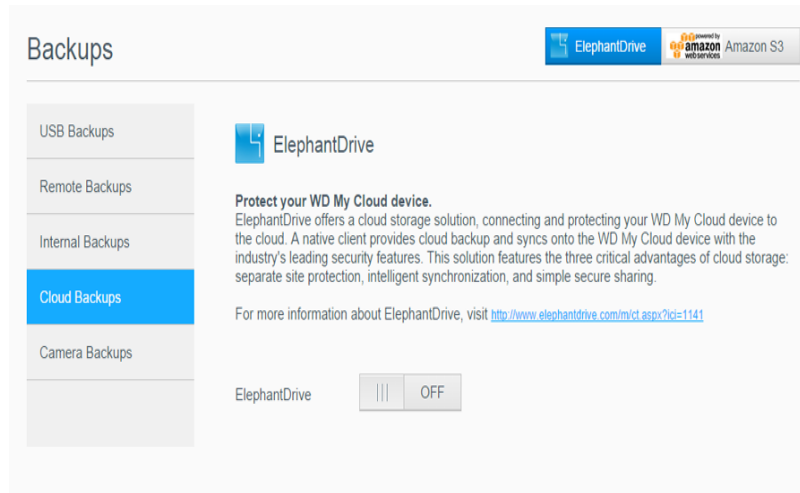 Backups
ElephantDrive
powered by
amazon
webservices
Amazon S3
USB Backups
Remote Backups
Internal Backups
Cloud Backups
Camera Backups
ElephantDrive
Protect your WD My Cloud device.
ElephantDrive offers a cloud storage solution, connecting and protecting your WD My Cloud device to
the cloud. A native client provides cloud backup and syncs onto the WD My Cloud device with the
industry's leading security features. This solution features the three critical advantages of cloud storage:
separate site protection, intelligent synchronization, and simple secure sharing.
For more information about ElephantDrive, visit http://www.elephantdrive.com/m/ct.aspx?ici=1141
ElephantDrive
OFF